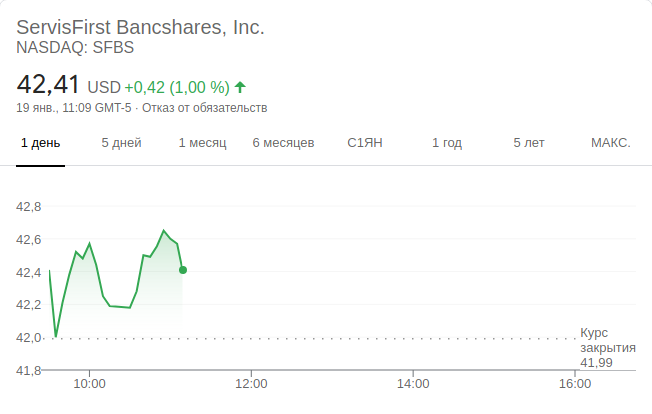 ServisFirst Bancshares, Inc.
NASDAQ: SFBS
42,41 USD +0,42 (1,00 %)
19 янв., 11:09 GMT-5 · Отказ от обязательств
1 день 5 дней 1 месяц 6 месяцев С1ЯН 1 год 5 лет МАКС.
42,8
42,6
42,4
42,2
42,0
41,8
Курс
закрытия
41,99
10:00 12:00 14:00 16:00